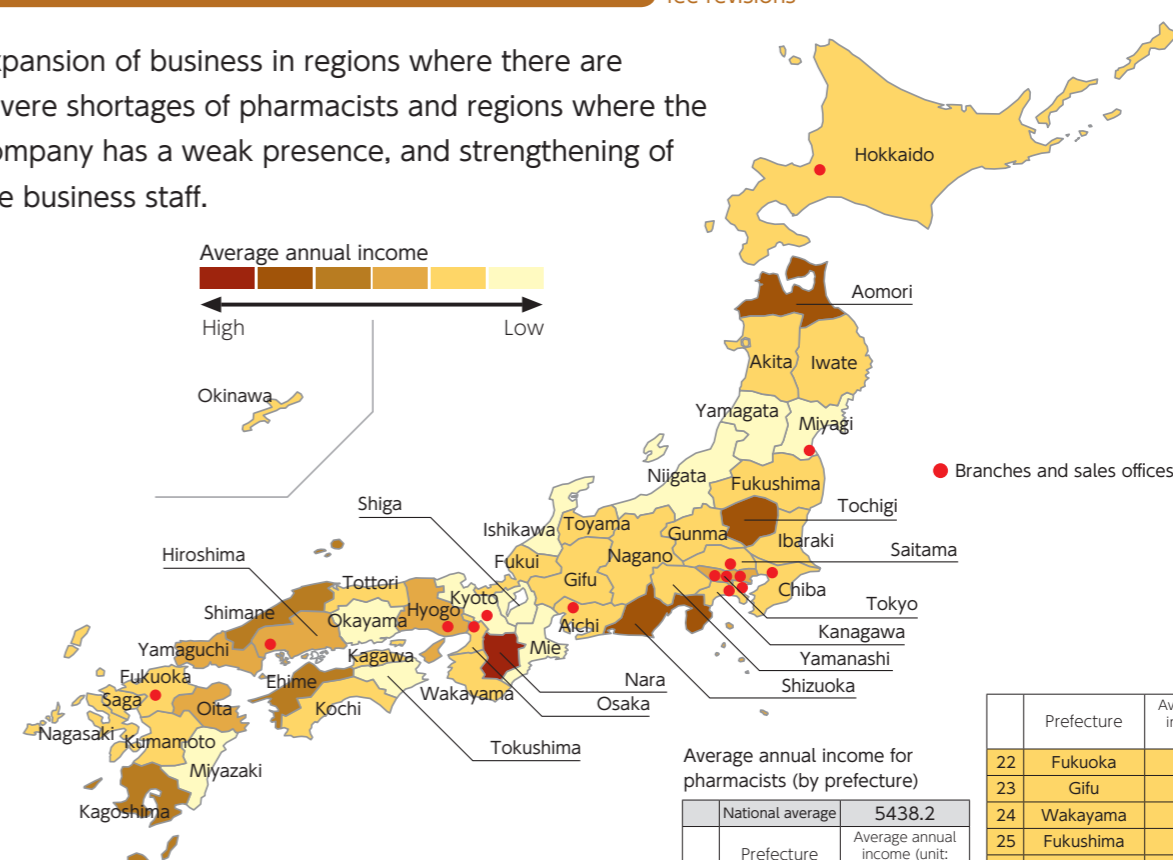 fee revisions
xpansion of business in regions where there are
vere shortages of pharmacists and regions where the
ompany has a weak presence, and strengthening of
e business staff.
Average annual income
High
Low
Okinawa
Hokkaido
Aomori
Akita
Iwate
Yamagata
Miyagi
Branches and sales offices
Niigata
Fukushima
Shiga
Tochigi
Ishikawa
Toyama
Gunma
Ibaraki
Saitama
Hiroshima
Fukui
Nagano
Tottori
Gifu
Chiba
Shimane
Okayama
Hyogo
Kyoto
Aichi
Tokyo
Kanagawa
Yamaguchi
Kagawa
Mie
Yamanashi
Fukuoka
Ehime
Wakayama
Nara
Shizuoka
Saga
Oita
Kochi
Osaka
Nagasaki
Kumamoto
Tokushima
Miyazaki
Kagoshima
Average annual income for
pharmacists (by prefecture)
National average 5438.2
Prefecture
Average annual
income (unit:
Prefecture
Av
in
22 Fukuoka
23 Gifu
24 Wakayama
25 Fukushima